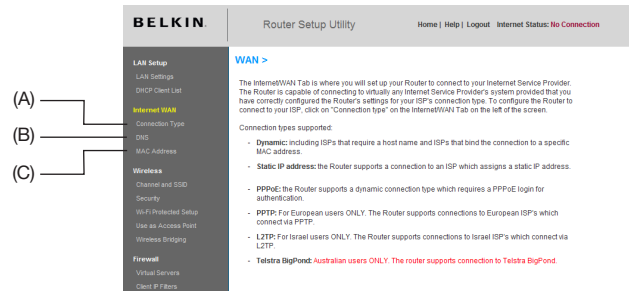 BELKIN.
Router Setup Utility
Home | Help | Logout Internet Status: No Connection
LAN Setup
LAN Settings
DHCP Client List
Internet WAN
Connection Type
DNS
MAC Address
Wireless
Channel and SSID
Security
Wi-Fi Protected Setup
Use as Access Point
Wireless Bridging
Firewall
Virtual Servers
Client IP Filters
(A)
(B)
(C)
WAN >
The Internet/WAN Tab is where you will set up your Router to connect to your Ineternet Service Provider.
The Router is capable of connecting to virtually any Internet Service Provider's system provided that you
have correctly configured the Router's settings for your ISP's connection type. To configure the Router to
connect to your ISP, click on "Connection type" on the Internet/WAN Tab on the left of the screen.
Connection types supported:
- Dynamic: including ISPs that require a host name and ISPs that bind the connection to a specific
MAC address.
- Static IP address: the Router supports a connection to an ISP which assigns a static IP address.
- PPPoE: the Router supports a dynamic connection type which requires a PPPoE login for
authentication.
- PPTP: For European users ONLY. The Router supports connections to European ISP's which
connect via PPTP.
- L2TP: For Israel users ONLY. The Router supports connections to Israel ISP's which connect via
L2TP.
- Telstra BigPond: Australian users ONLY. The router supports connection to Telstra BigPond.